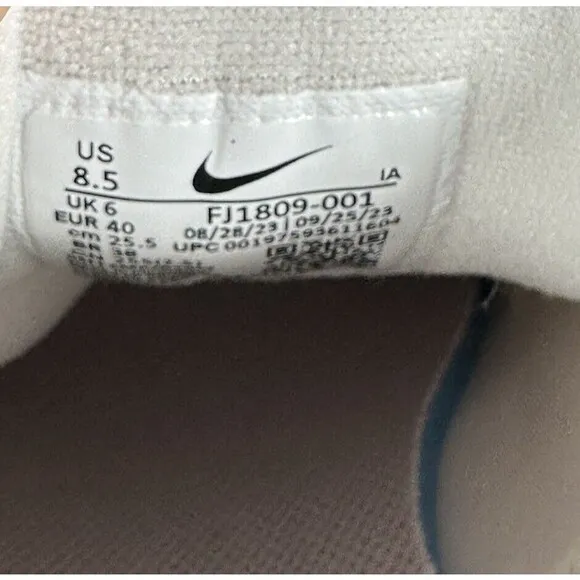 US
8.5
IA
UK 6
EUR 40
cm 25.5
BR 38
FJ1809-001
08/28/23 | 09/25/23
UPC 00197593611604